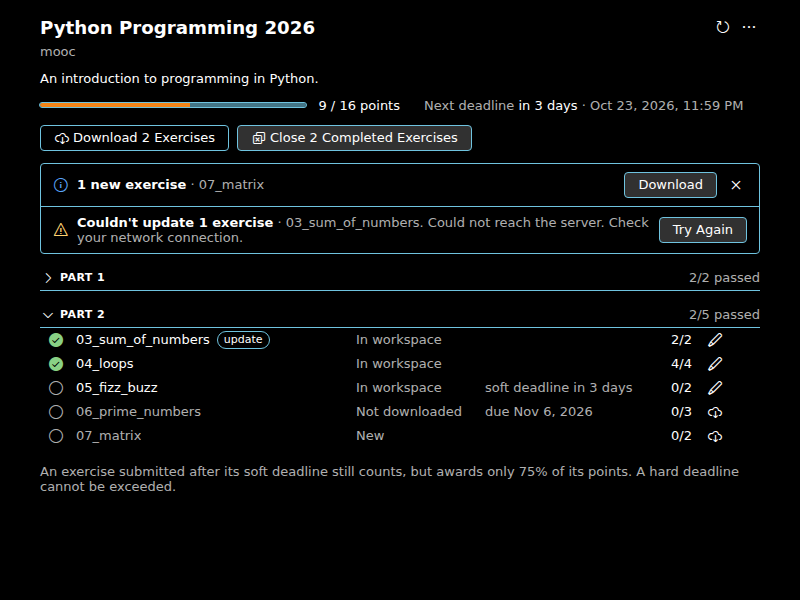 Python Programming 2026
mooc
An introduction to programming in Python.
9 / 16 points Next deadline in 3 days · Oct 23, 2026, 11:59 PM
Download 2 Exercises Close 2 Completed Exercises
1 new exercise · 07_matrix Download
Couldn't update 1 exercise · 03_sum_of_numbers. Could not reach the server. Check
your network connection. Try Again
PART 1 2/2 passed
PART 2 2/5 passed
03_sum_of_numbers update In workspace 2/2
04_loops In workspace 4/4
05_fizz_buzz In workspace soft deadline in 3 days 0/2
06_prime_numbers Not downloaded due Nov 6, 2026 0/3
07_matrix New 0/2
An exercise submitted after its soft deadline still counts, but awards only 75% of its points. A hard deadline
cannot be exceeded.